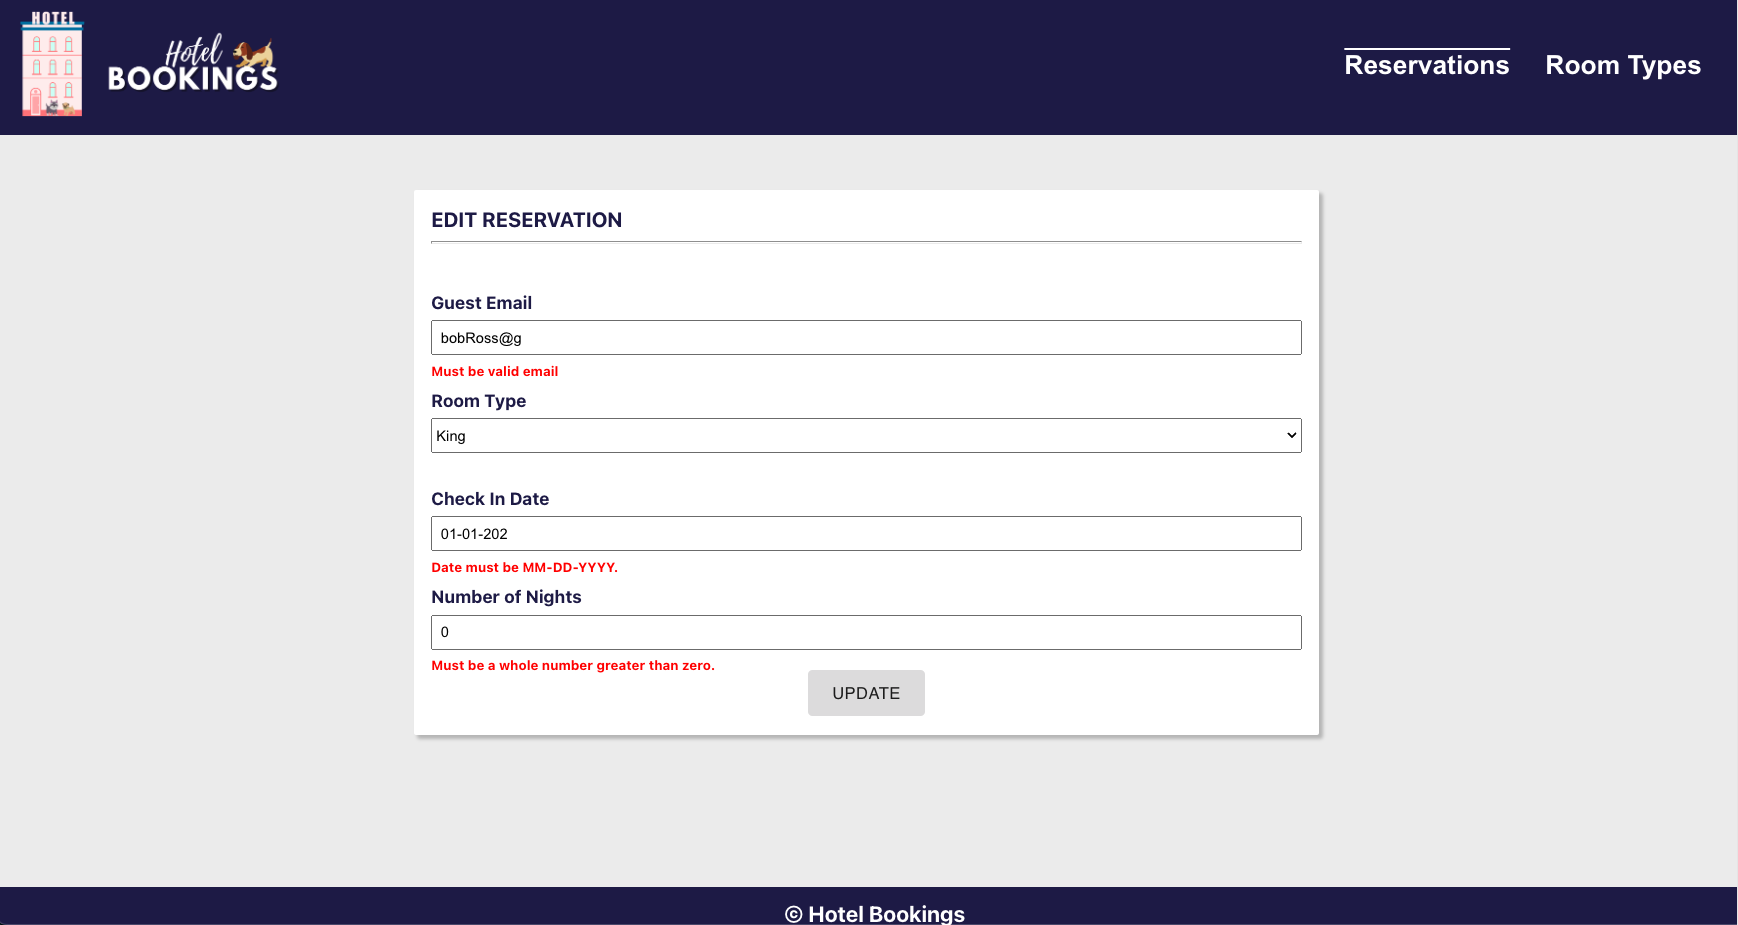 HOTEL
Hotel
BOOKINGS
Reservations
Room Types
EDIT RESERVATION
Guest Email
bobRoss@g
Must be valid email
Room Type
King
Check In Date
01-01-202
Date must be MM-DD-YYYY.
Number of Nights
0
Must be a whole number greater than zero.
UPDATE
© Hotel Bookings